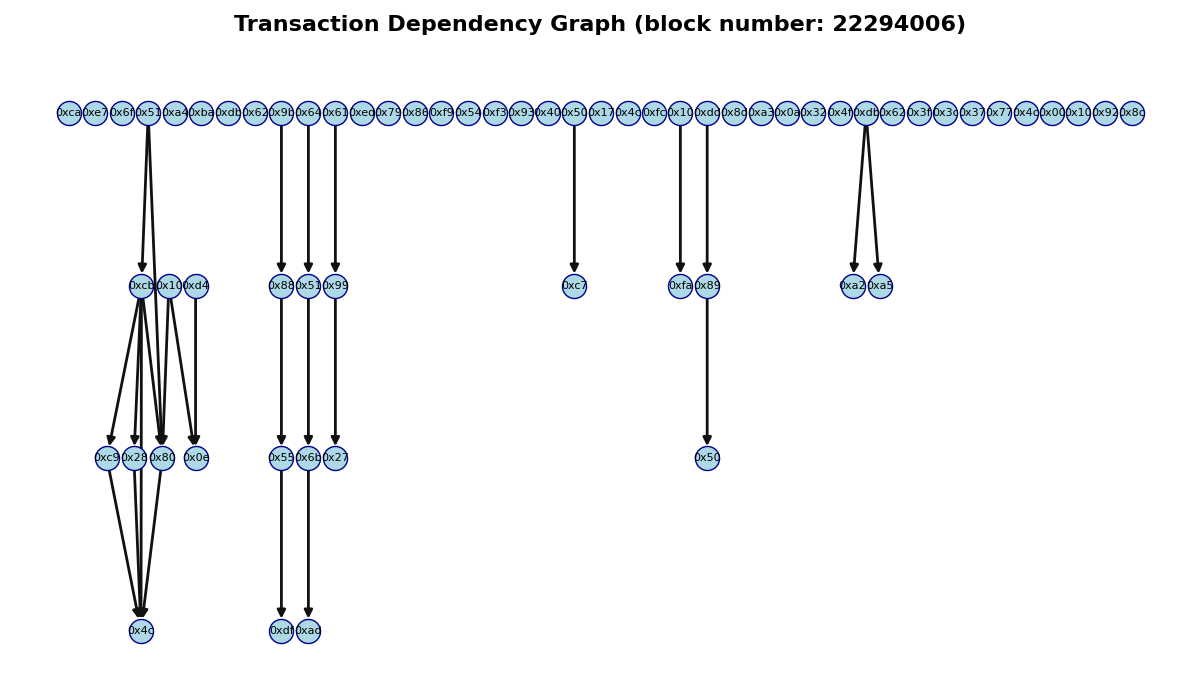 Transaction Dependency Graph (block number: 22294006)
0xca 0xe7 0x6f 0x51 0xa4 0xba 0xdb 0x62 0x9b 0x64 0x61 0xed 0x79 0x86 0xf9 0x54 0xf3 0x93 0x40 0x50 0x17 0x4c 0xfc 0x10 0xdd 0x8d 0xa3 0x0a 0x32 0x4f 0xdb 0x62 0x3f 0x3c 0x37 0x77 0x4c 0x00 0x10 0x92 0x8c
0xcb 0x10 0xd4 0x88 0x51 0x99 0xc7 0xfa 0x89 0xa2 0xa5
0xc9 0x28 0x80 0x0e 0x55 0x6b 0x27 0x50
0x4c 0xdf 0xad